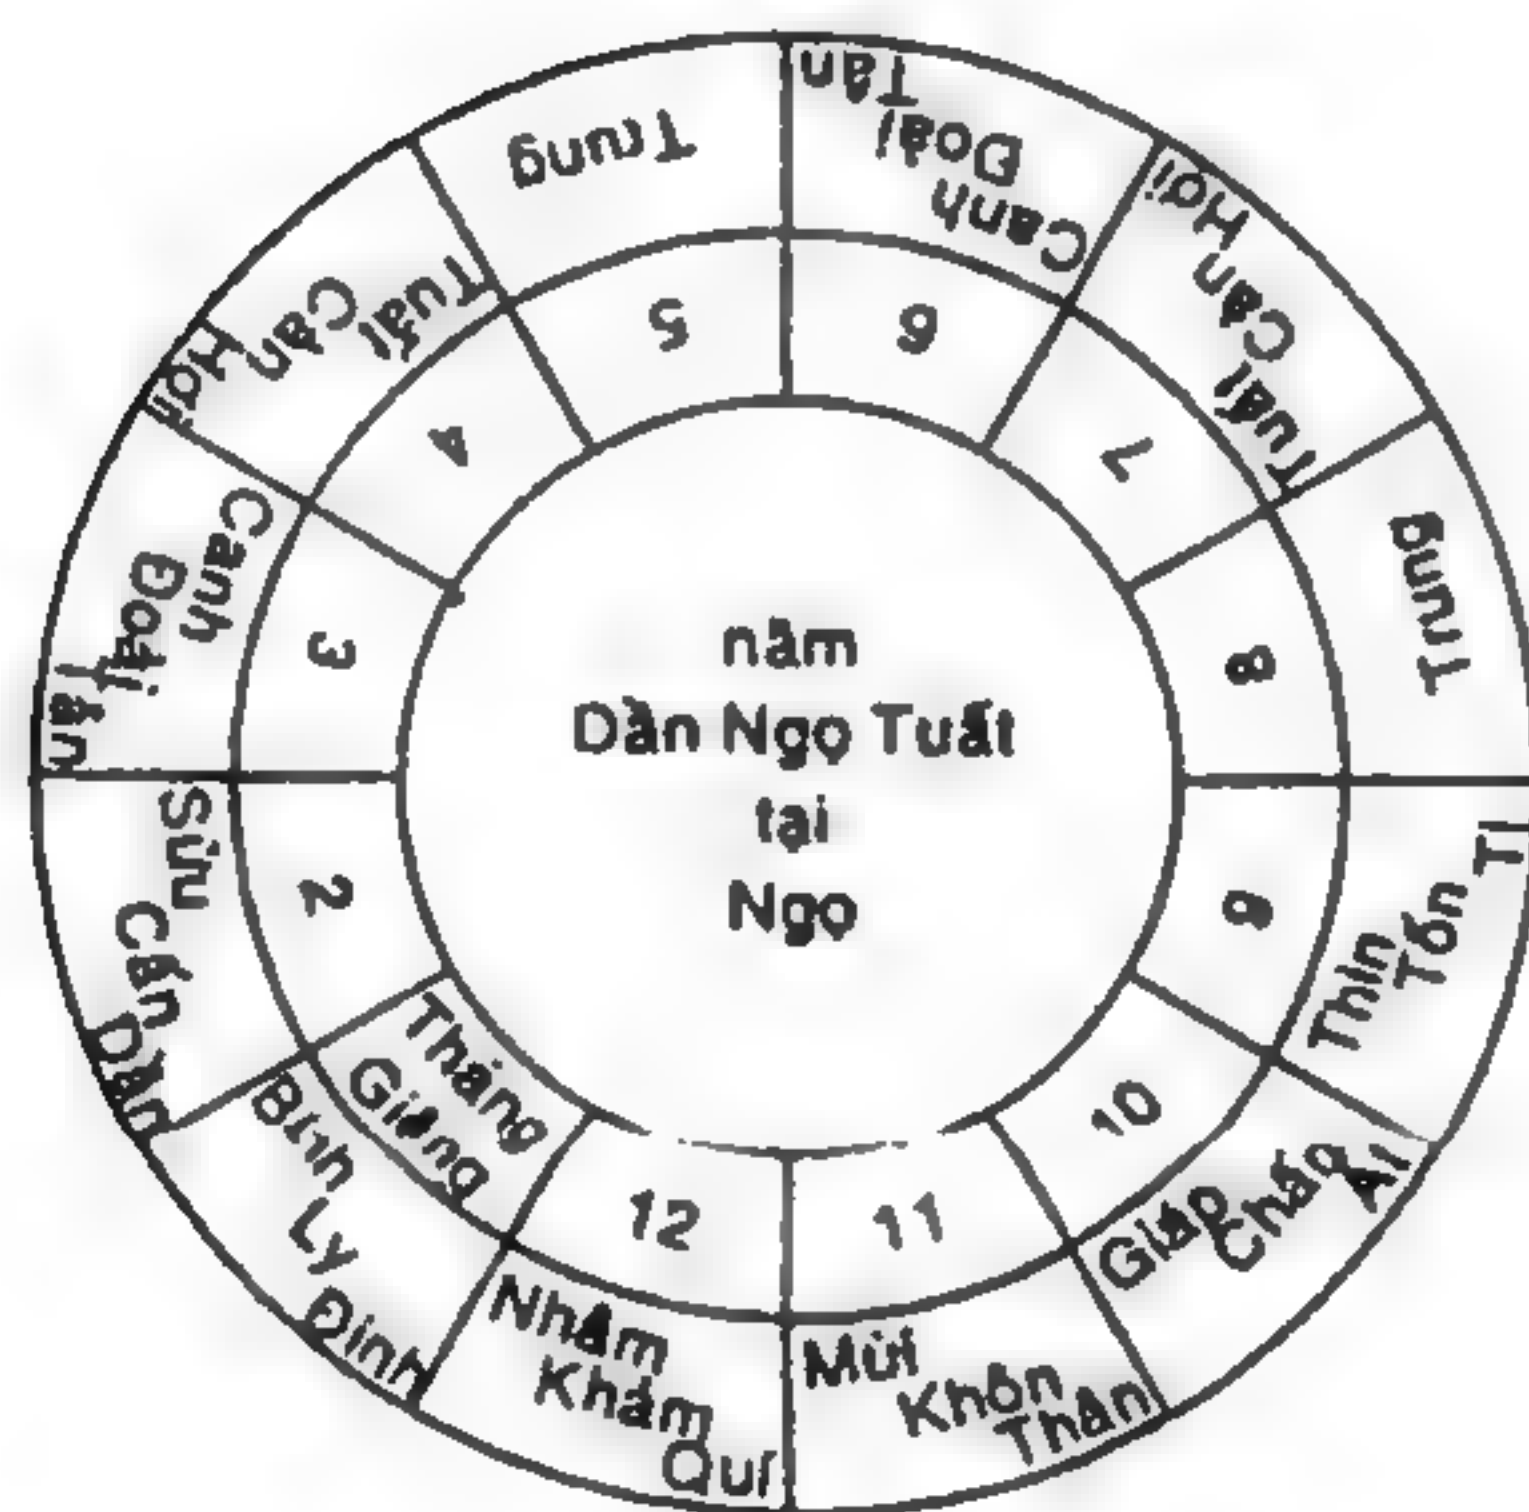 năm
Dần Ngọ Tuất
tại
Ngọ
Tháng
Giêng
Bính
Ly
Đinh
2
Sửu
Cấn
Dần
3
Canh
Đoài
Tân
4
Tuất
Càn
Hợi
5
Trung
6
Canh
Đoài
Tân
7
Tuất Càn Hợi
8
Trung
9
Thìn
Tốn
Tị
10
Giáp
Chấn
Ất
11
Mùi
Khôn
Thân
12
Nhâm
Khảm
Quí